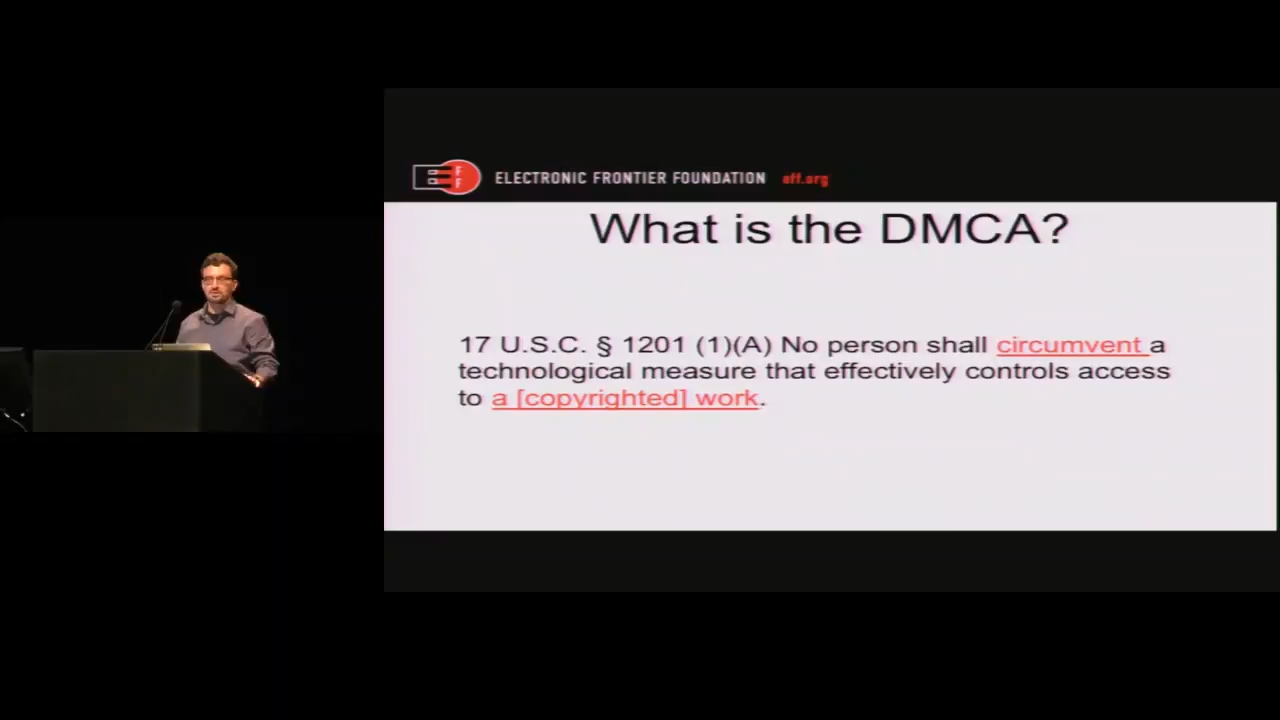 ELECTRONIC FRONTIER FOUNDATION eff.org
What is the DMCA?
17 U.S.C. § 1201 (1)(A) No person shall circumvent a
technological measure that effectively controls access
to a [copyrighted] work.